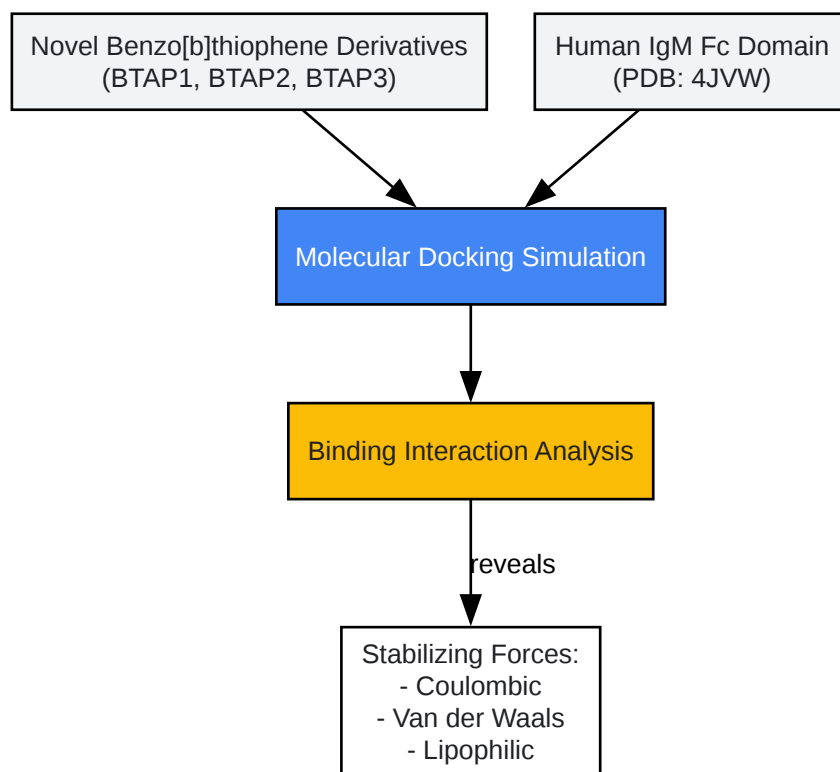 Novel Benzo[b]thiophene Derivatives
(BTAP1, BTAP2, BTAP3)
Human IgM Fc Domain
(PDB: 4JVW)
Molecular Docking Simulation
Binding Interaction Analysis
reveals
Stabilizing Forces:
- Coulombic
- Van der Waals
- Lipophilic